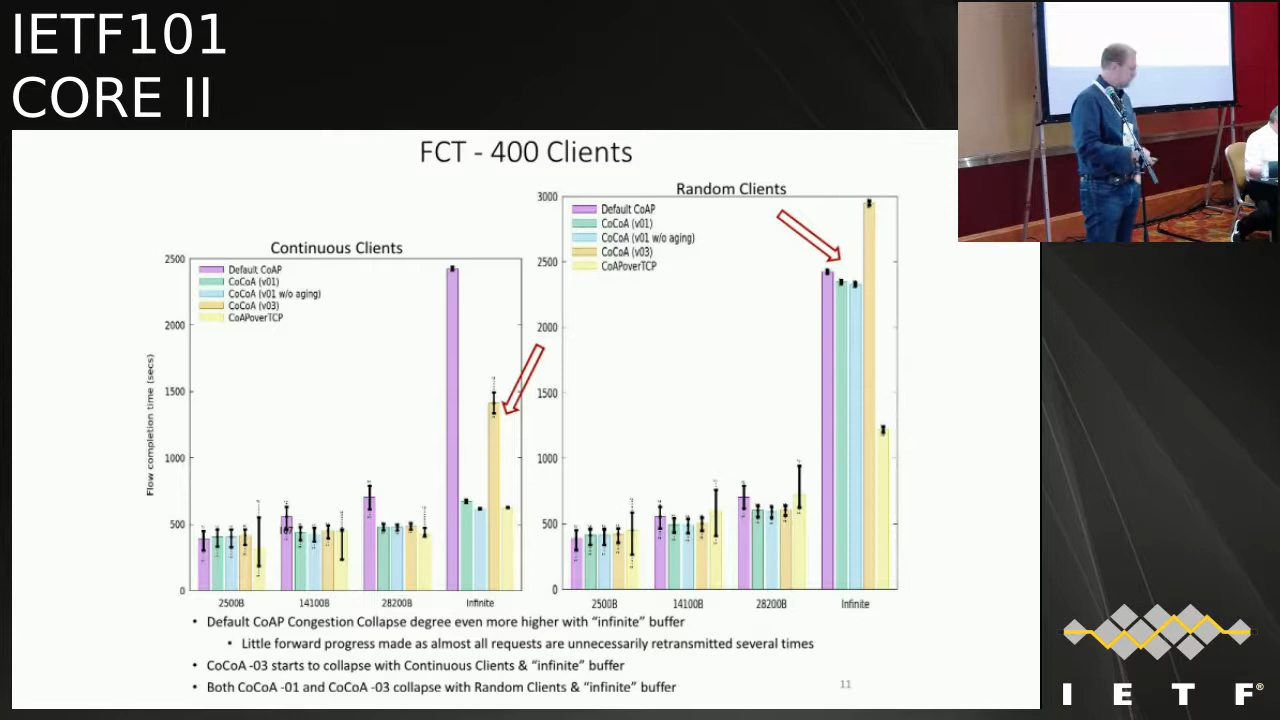 IETF101
CORE II
FCT - 400 Clients
Continuous Clients
2500
2000
1500
1000
500
0
Flow completion time (secs)
Default CoAP
CoCoA (v01)
CoCoA (v01 w/o aging)
CoCoA (v03)
CoAPoverTCP
2500B
14100B
28200B
Infinite
Random Clients
3000
2500
2000
1500
1000
500
0
Default CoAP
CoCoA (v01)
CoCoA (v01 w/o aging)
CoCoA (v03)
CoAPoverTCP
2500B
14100B
28200B
Infinite
• Default CoAP Congestion Collapse degree even more higher with “infinite” buffer
• Little forward progress made as almost all requests are unnecessarily retransmitted several times
• CoCoA -03 starts to collapse with Continuous Clients & “infinite” buffer
• Both CoCoA -01 and CoCoA -03 collapse with Random Clients & “infinite” buffer
11
I E T F®